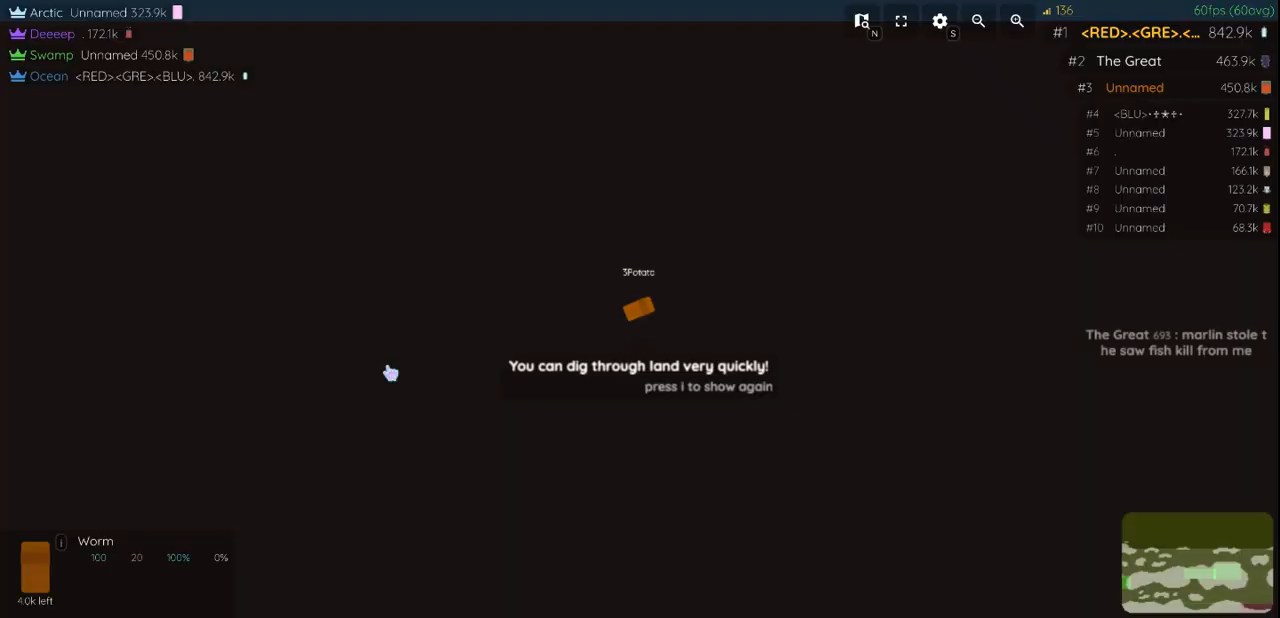 Arctic Unnamed 323.9k
Deeeep . 172.1k
Swamp Unnamed 450.8k
Ocean <RED>.<GRE>.<BLU>. 842.9k
N
S
136
60fps (60avg)
#1 <RED>.<GRE>.<... 842.9k
#2 The Great 463.9k
#3 Unnamed 450.8k
#4 <BLU>•♱★♱• 327.7k
#5 Unnamed 323.9k
#6 . 172.1k
#7 Unnamed 166.1k
#8 Unnamed 123.2k
#9 Unnamed 70.7k
#10 Unnamed 68.3k
3Potato
The Great 693 : marlin stole t
he saw fish kill from me
You can dig through land very quickly!
press i to show again
i Worm
100 20 100% 0%
4.0k left